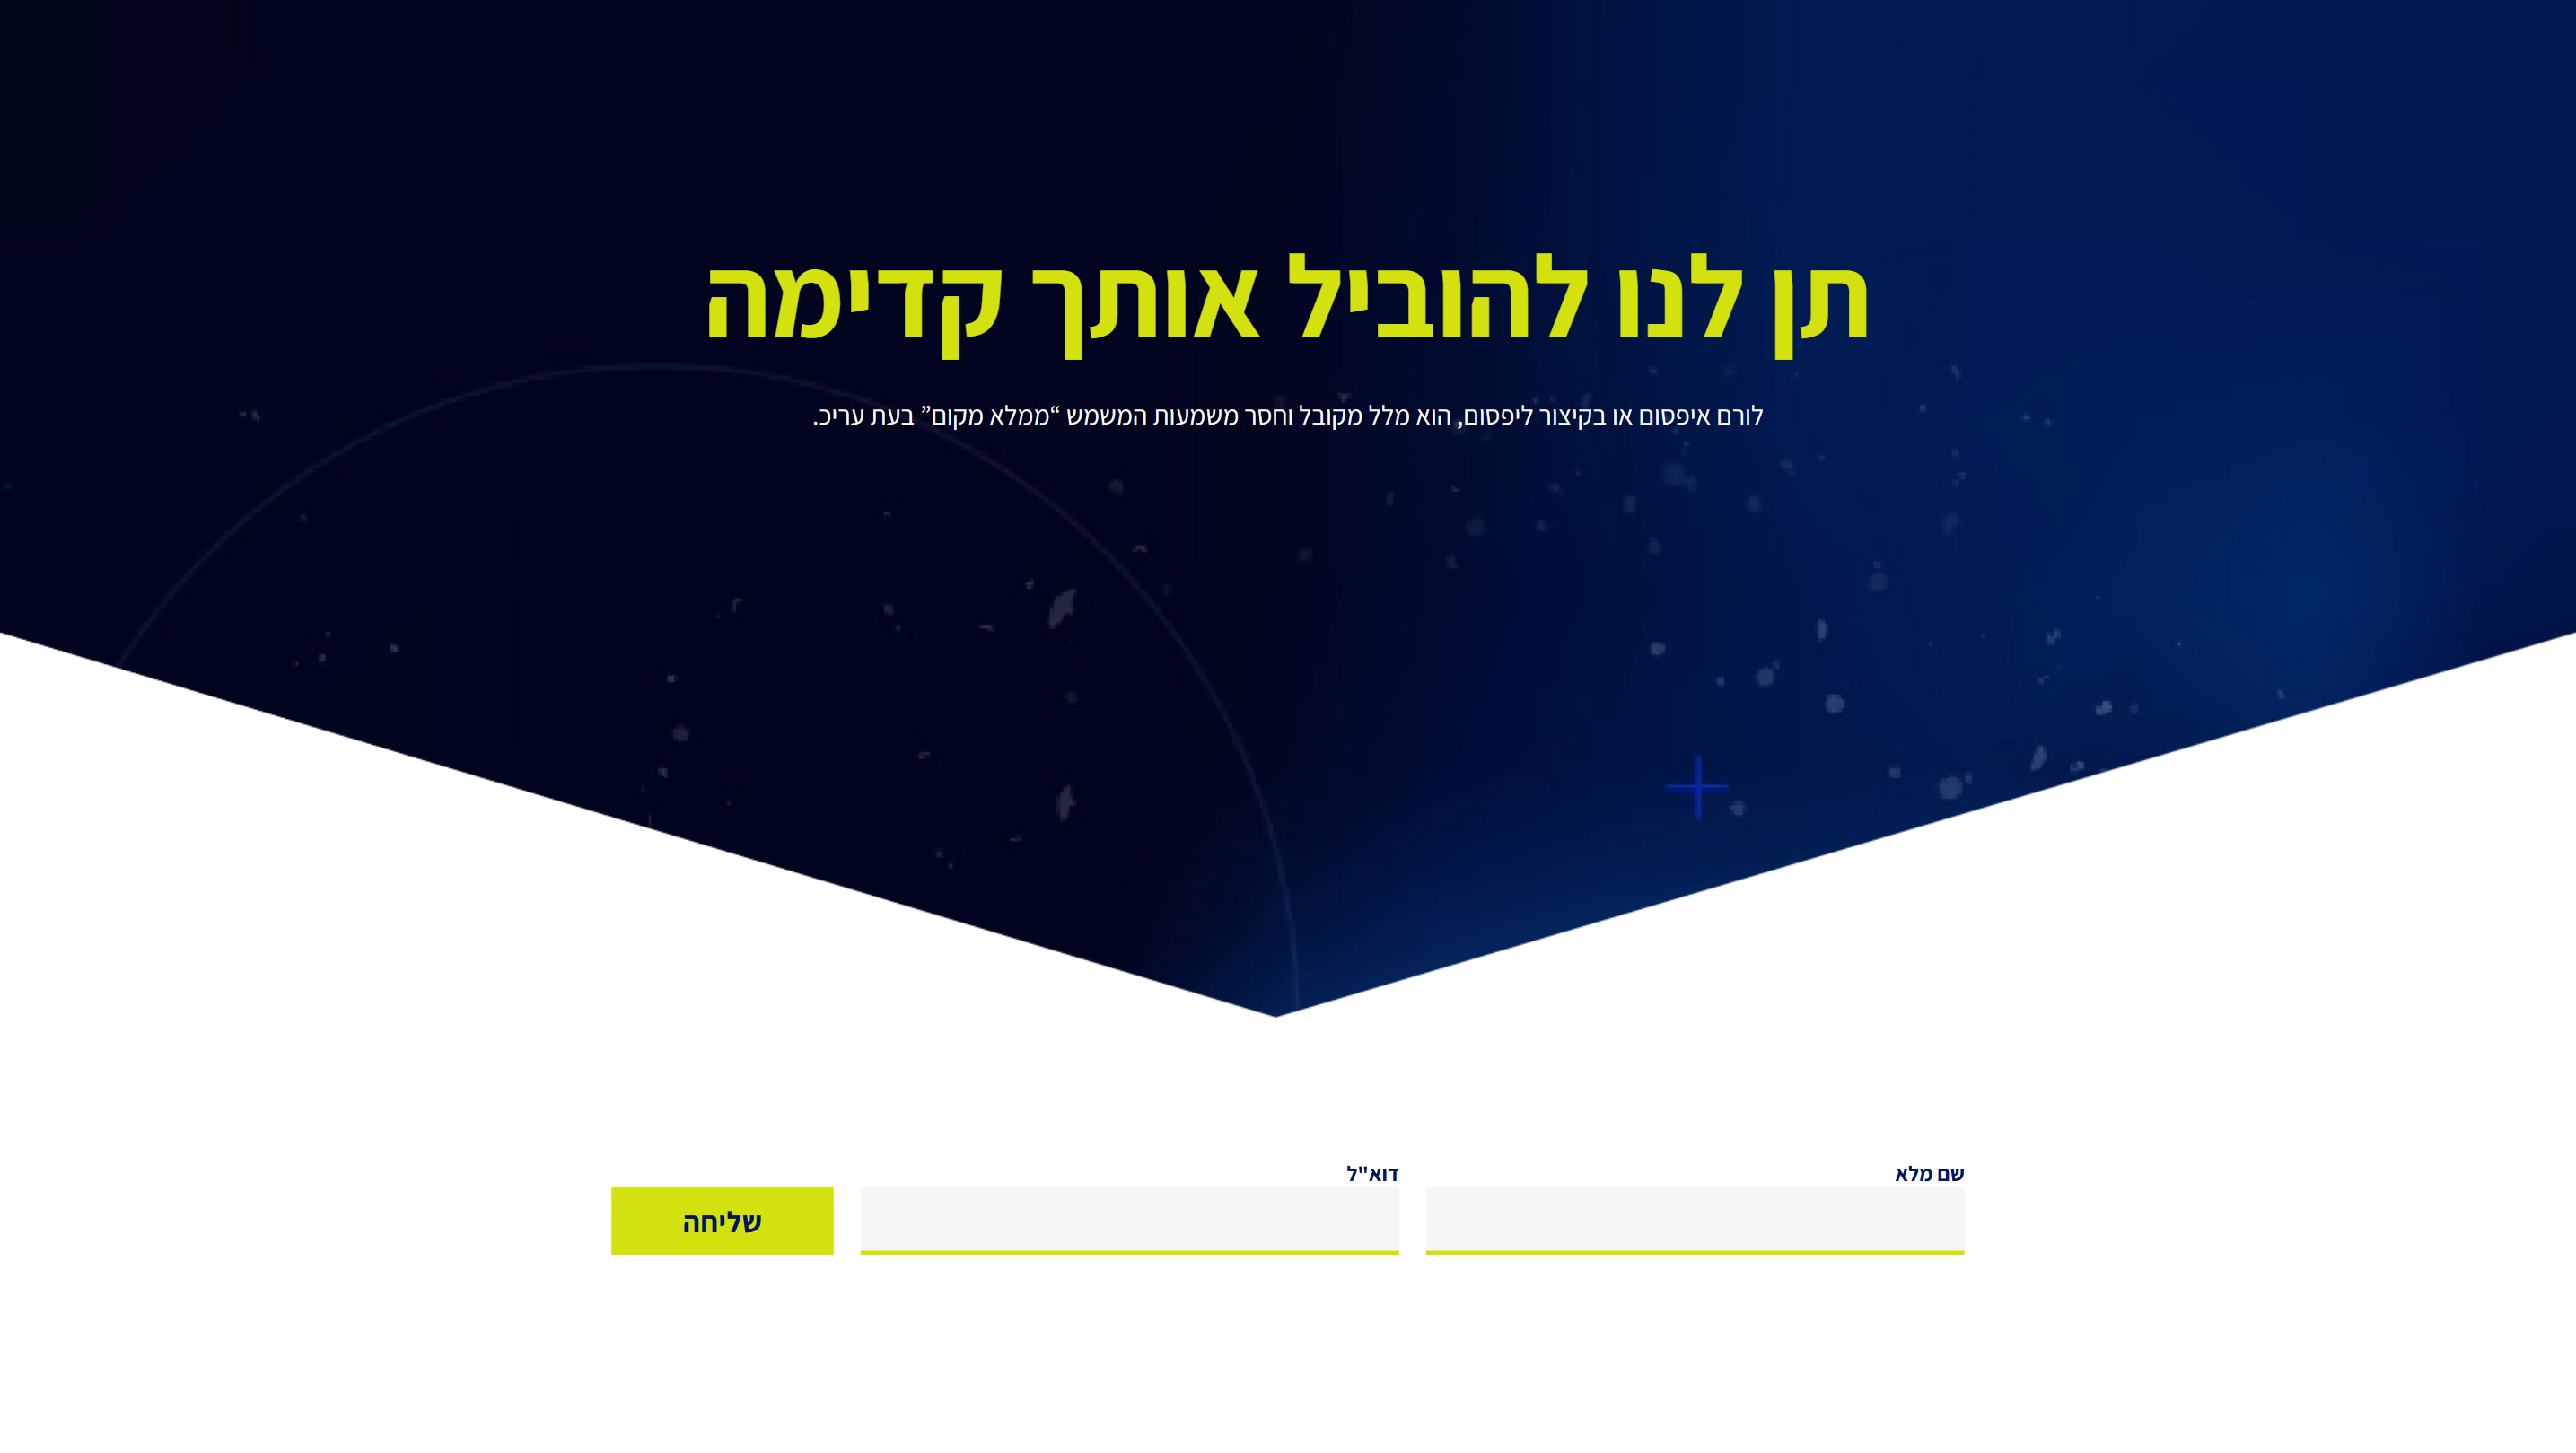 תן לנו להוביל אותך קדימה
לורם איפסום או בקיצור ליפסום, הוא מלל מקובל וחסר משמעות המשמש “ממלא מקום” בעת עריכ.
שם מלא
דוא"ל
שליחה